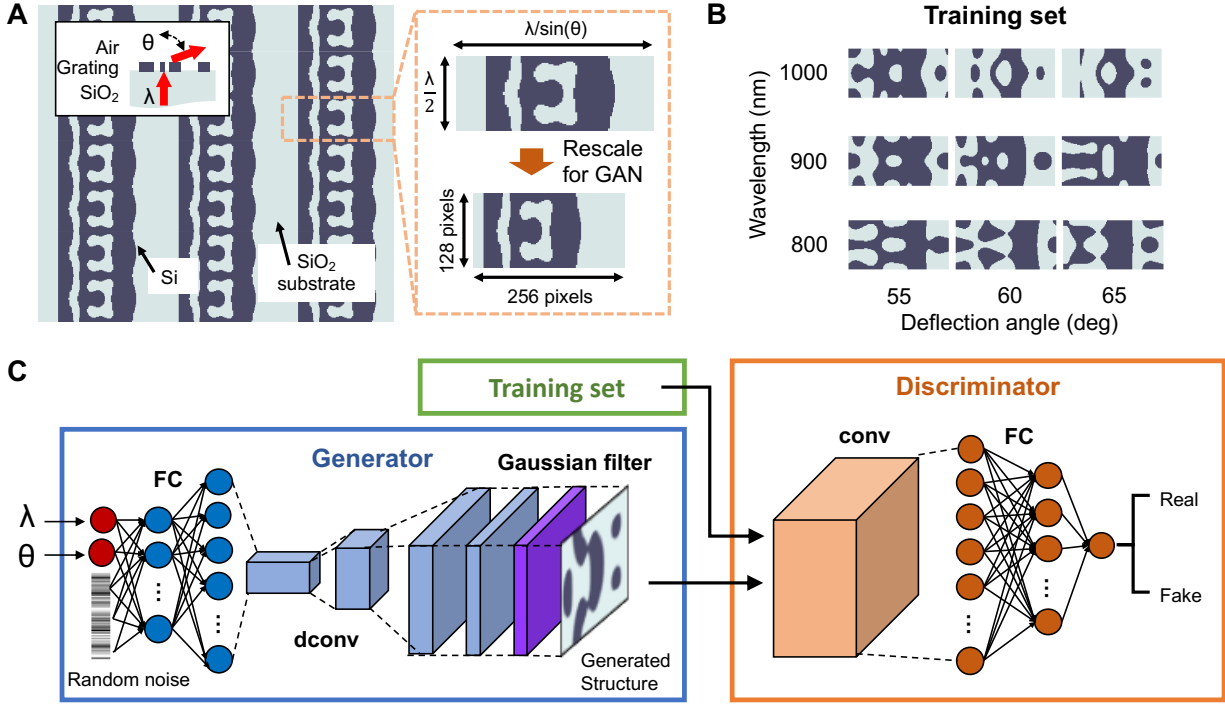 A
θ
Air
Grating
SiO₂
λ
Si
SiO₂
substrate
λ/sin(θ)
λ
2
Rescale
for GAN
128 pixels
256 pixels
B
Training set
Wavelength (nm)
1000
900
800
55
60
65
Deflection angle (deg)
C
Training set
Generator
FC
λ
θ
Random noise
dconv
Gaussian filter
Generated
Structure
Discriminator
conv
FC
Real
Fake